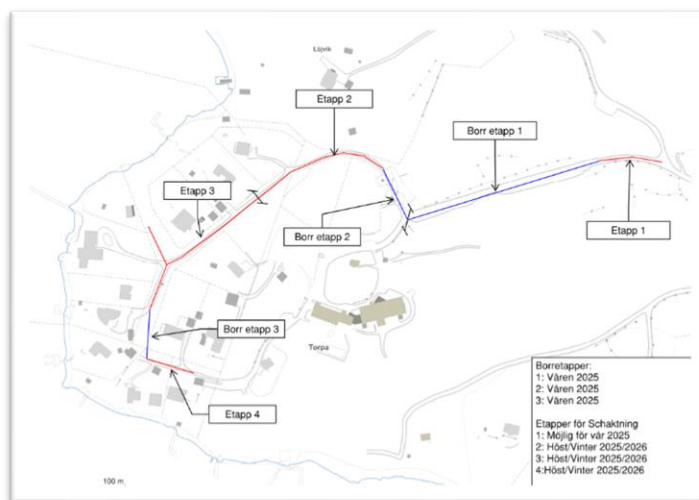 Löjvik
Etapp 2
Borr etapp 1
Etapp 3
Borr etapp 2
Etapp 1
Borr etapp 3
Torpa
Etapp 4
Borretapper:
1: Våren 2025
2: Våren 2025
3: Våren 2025
Etapper för Schaktning
1: Möjlig för vår 2025
2: Höst/Vinter 2025/2026
3: Höst/Vinter 2025/2026
4:Höst/Vinter 2025/2026
100 m